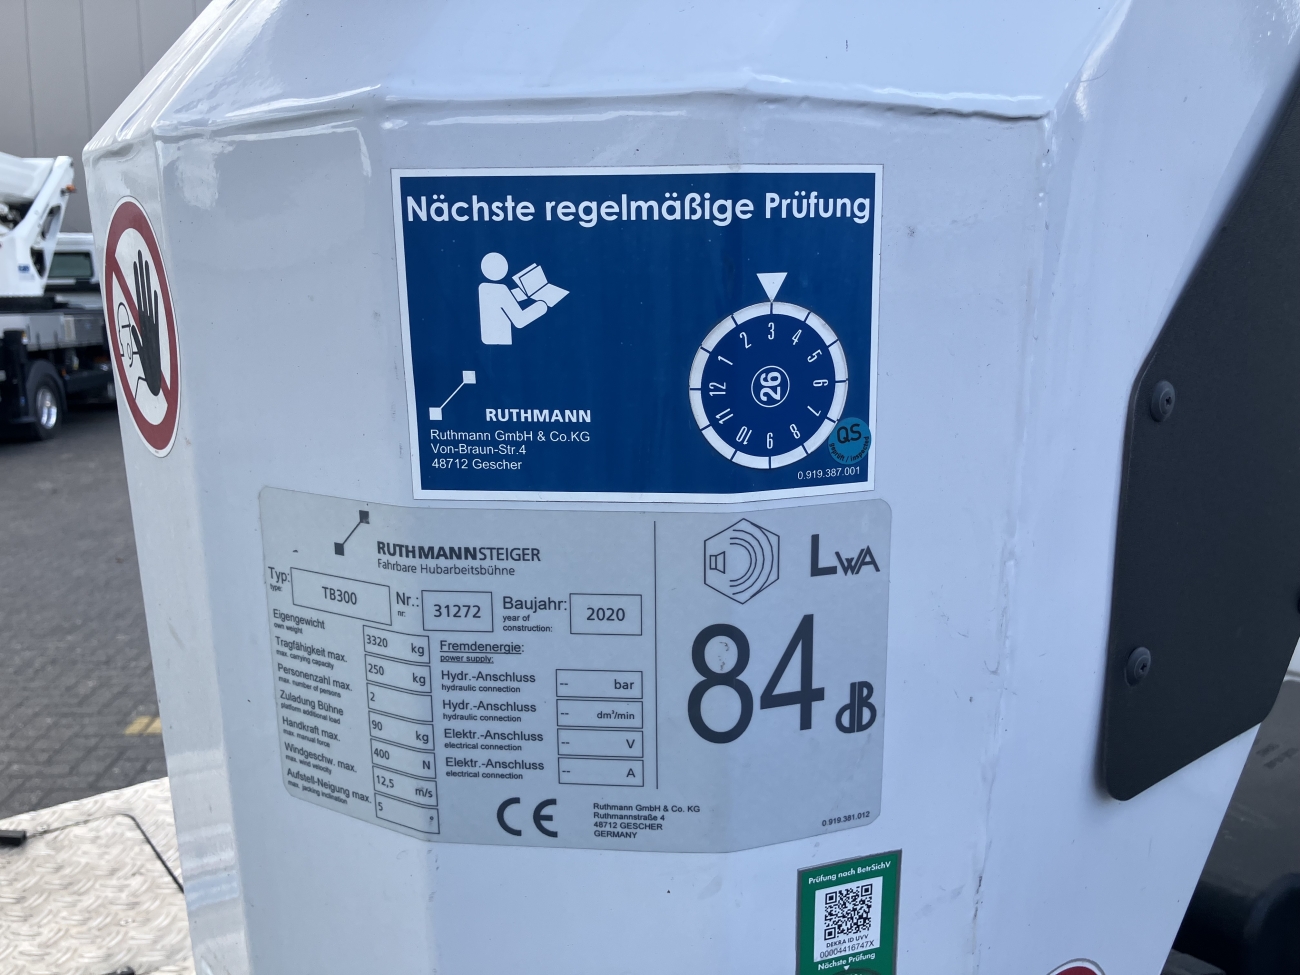 Nächste regelmäßige Prüfung
1 2 3 4 5 6 7 8 9 10 11 12
26
RUTHMANN
Ruthmann GmbH & Co.KG
Von-Braun-Str.4
48712 Gescher
QS
geprüft / inspected
0.919.387.001
RUTHMANNSTEIGER
Fahrbare Hubarbeitsbühne
Typ: TB300 Nr.: 31272 Baujahr: 2020
type: nr: year of
construction:
Eigengewicht 3320 kg
own weight
Tragfähigkeit max. 250 kg
max. carrying capacity
Personenzahl max. 2
max. number of persons
Zuladung Bühne 90 kg
platform additional load
Handkraft max. 400 N
max. manual force
Windgeschw. max. 12,5 m/s
max. wind velocity
Aufstell-Neigung max. 5 °
max. jacking inclination
Fremdenergie:
power supply:
Hydr.-Anschluss -- bar
hydraulic connection
Hydr.-Anschluss -- dm³/min
hydraulic connection
Elektr.-Anschluss -- V
electrical connection
Elektr.-Anschluss -- A
electrical connection
CE
Ruthmann GmbH & Co. KG
Ruthmannstraße 4
48712 GESCHER
GERMANY
LWA
84 dB
0.919.381.012
Prüfung nach BetrSichV
DEKRA ID UVV
00004416747X
Nächste Prüfung